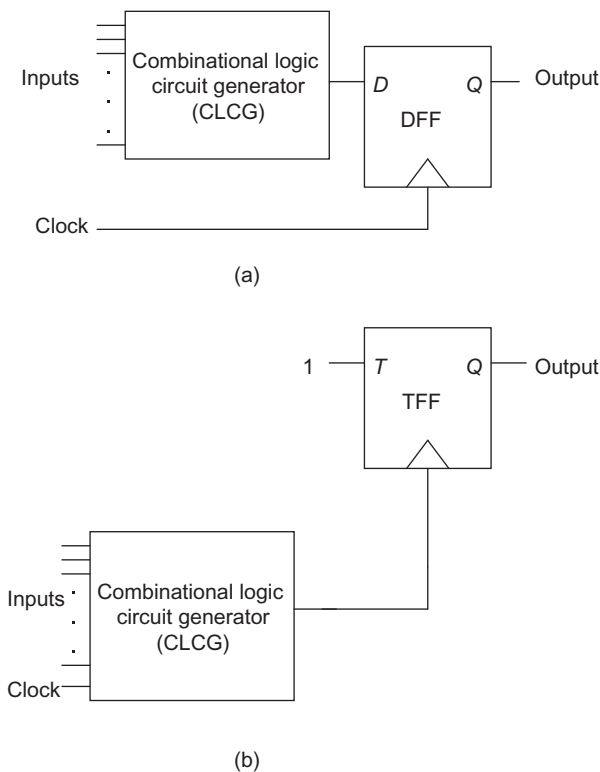 Inputs
Combinational logic
circuit generator
(CLCG)
D
Q
Output
DFF
Clock
(a)
1
T
Q
Output
TFF
Inputs
Combinational logic
circuit generator
(CLCG)
Clock
(b)